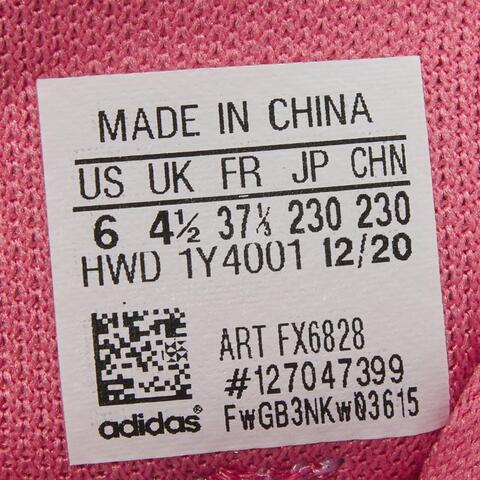 MADE IN CHINA
US UK FR JP CHN
6 4½ 37⅓ 230 230
HWD 1Y4001 12/20
ART FX6828
#127047399
adidas® FwGB3NKw03615